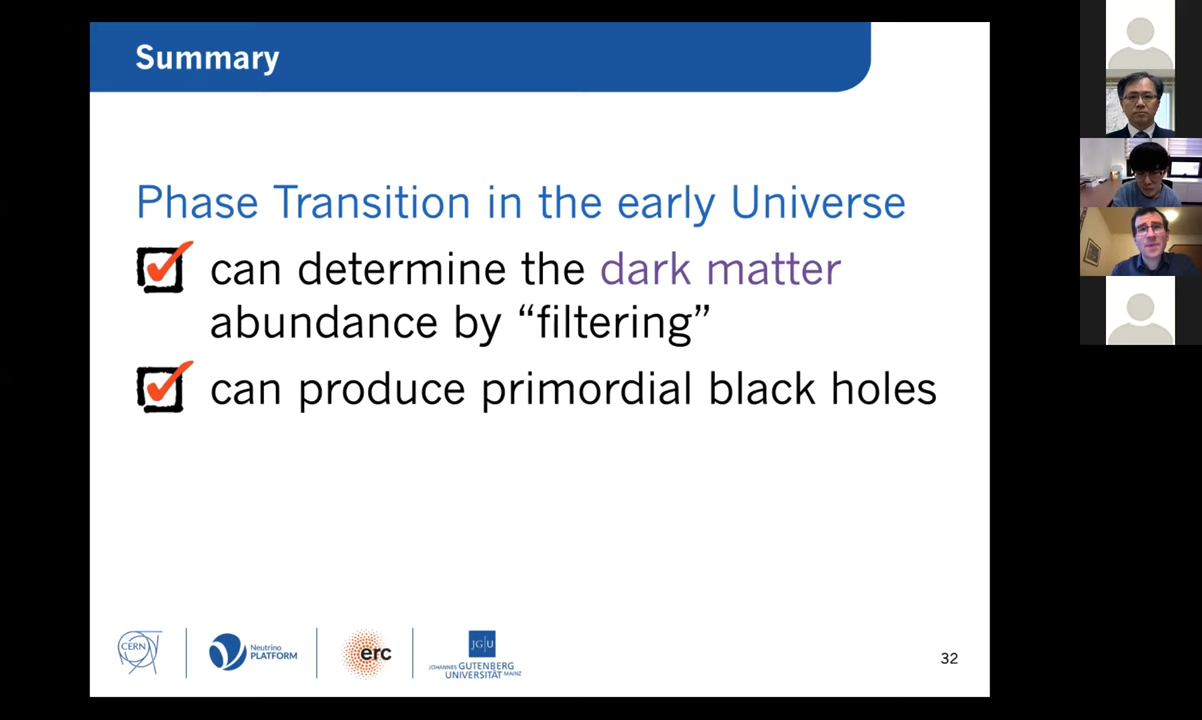 Summary
Phase Transition in the early Universe
can determine the dark matter
abundance by “filtering”
can produce primordial black holes
CERN
Neutrino
PLATFORM
erc
JG|U
JOHANNES GUTENBERG
UNIVERSITÄT MAINZ
32